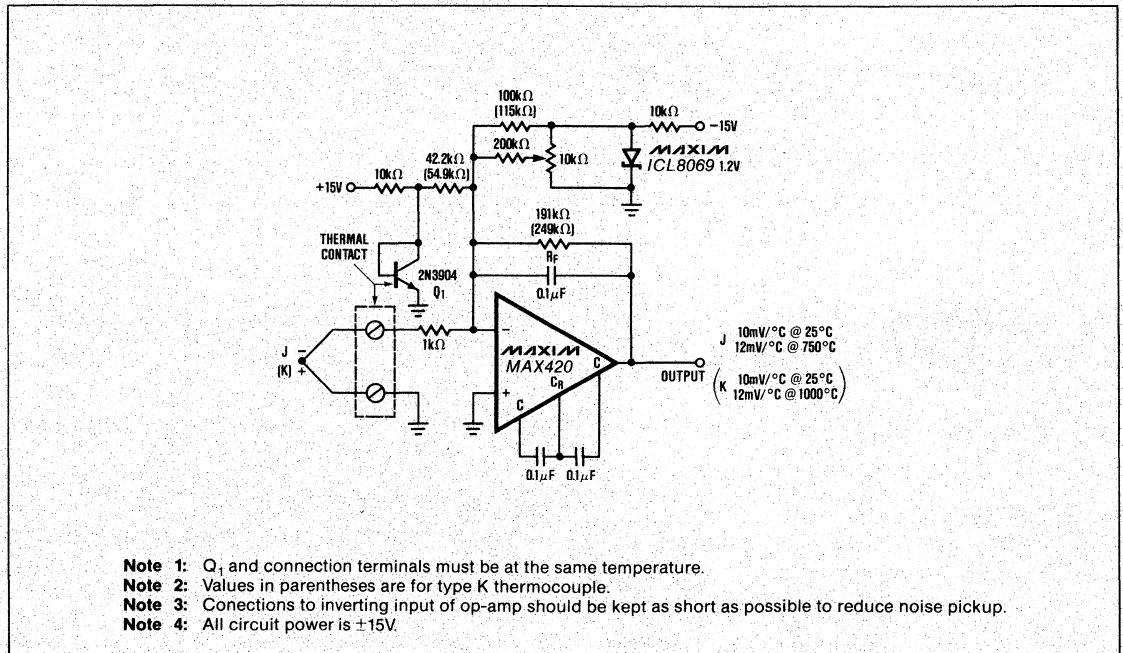 100kΩ
(115kΩ)
10kΩ
−15V
200kΩ
10kΩ
MAXIM
ICL8069 1.2V
42.2kΩ
(54.9kΩ)
+15V
10kΩ
191kΩ
(249kΩ)
RF
0.1µF
THERMAL
CONTACT
2N3904
Q1
J −
(K) +
1kΩ
−
MAXIM
MAX420
+
C
CR
C
OUTPUT
J 10mV/°C @ 25°C
12mV/°C @ 750°C
(K 10mV/°C @ 25°C
12mV/°C @ 1000°C)
0.1µF 0.1µF
Note 1: Q1 and connection terminals must be at the same temperature.
Note 2: Values in parentheses are for type K thermocouple.
Note 3: Conections to inverting input of op-amp should be kept as short as possible to reduce noise pickup.
Note 4: All circuit power is ±15V.